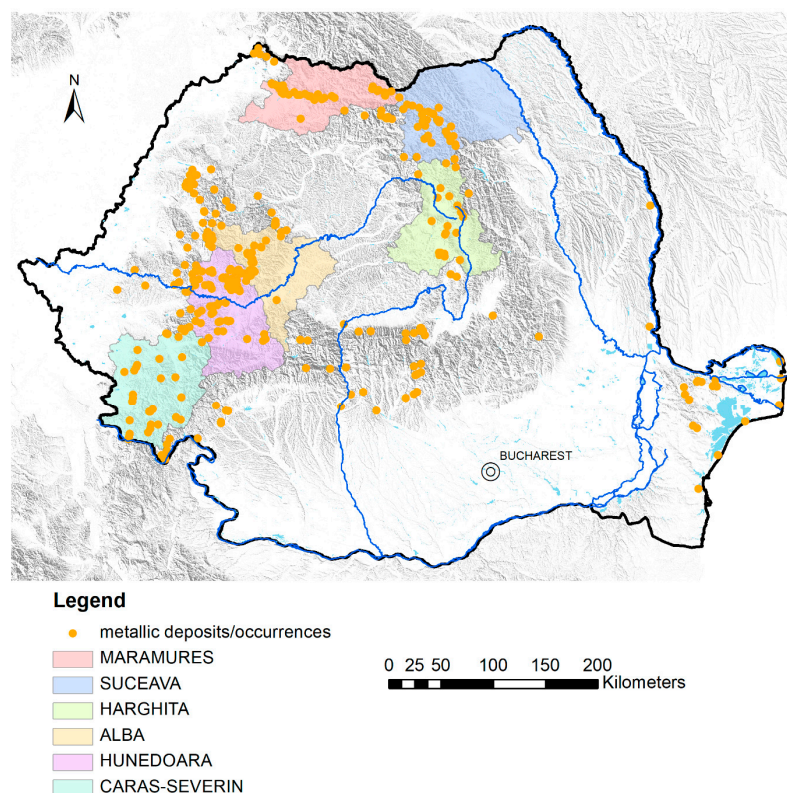 N
BUCHAREST
Legend
metallic deposits/occurrences
MARAMURES
SUCEAVA
HARGHITA
ALBA
HUNEDOARA
CARAS-SEVERIN
0 25 50 100 150 200
Kilometers